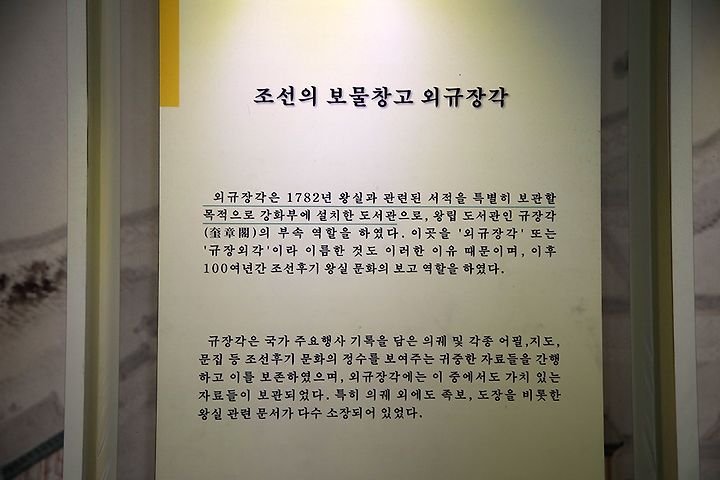 조선의 보물창고 외규장각
외규장각은 1782년 왕실과 관련된 서적을 특별히 보관할
목적으로 강화부에 설치한 도서관으로, 왕립 도서관인 규장각
(奎章閣)의 부속 역할을 하였다. 이곳을 '외규장각' 또는
'규장외각'이라 이름한 것도 이러한 이유 때문이며, 이후
100여년간 조선후기 왕실 문화의 보고 역할을 하였다.
규장각은 국가 주요행사 기록을 담은 의궤 및 각종 어필,지도,
문집 등 조선후기 문화의 정수를 보여주는 귀중한 자료들을 간행
하고 이를 보존하였으며, 외규장각에는 이 중에서도 가치 있는
자료들이 보관되었다. 특히 의궤 외에도 족보, 도장을 비롯한
왕실 관련 문서가 다수 소장되어 있었다.